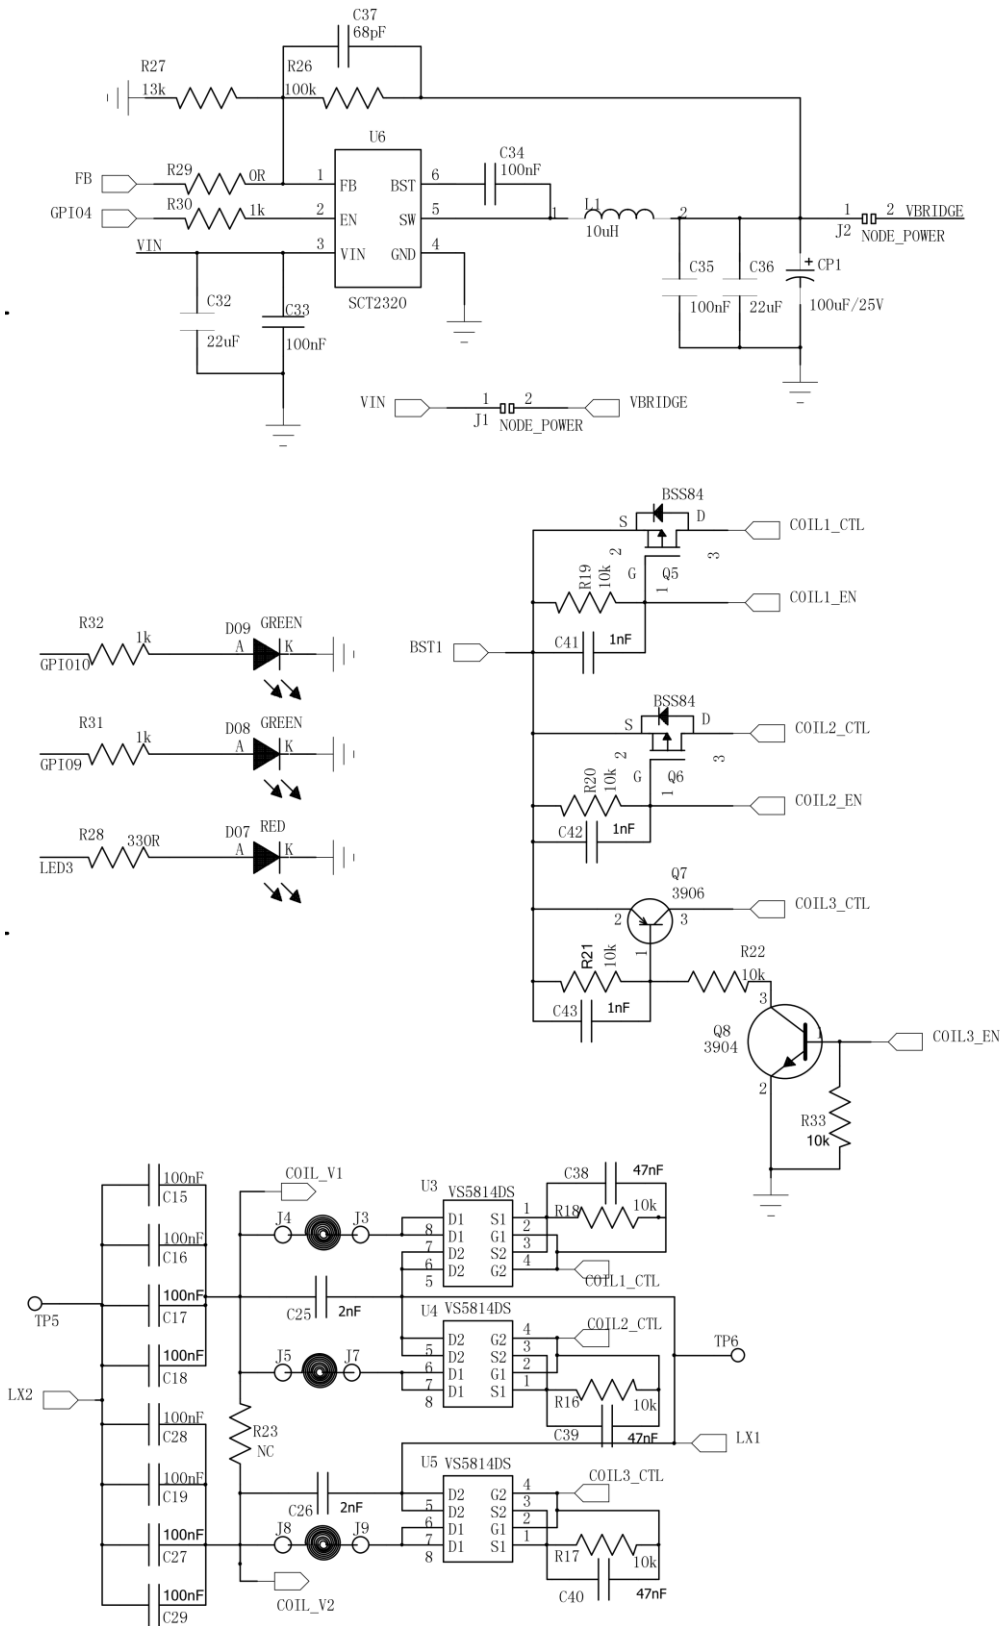 C37
68pF
R27
13k
R26
100k
U6
C34
100nF
FB
R29
0R
1
FB
BST
6
GPIO4
R30
1k
2
EN
SW
5
1
L1
2
10uH
1
2
VBRIDGE
J2
NODE_POWER
VIN
3
VIN
GND
4
C35
100nF
C36
22uF
+
CP1
100uF/25V
C32
22uF
C33
100nF
SCT2320
VIN
1
2
VBRIDGE
J1
NODE_POWER
BSS84
S
D
COIL1_CTL
2
3
G
Q5
1
R19
10k
COIL1_EN
C41
1nF
BST1
R32
1k
GPIO10
D09
GREEN
A
K
R31
1k
GPIO9
D08
GREEN
A
K
R28
330R
LED3
D07
RED
A
K
BSS84
S
D
COIL2_CTL
2
3
G
Q6
1
R20
10k
COIL2_EN
C42
1nF
Q7
3906
2
3
COIL3_CTL
1
R21
10k
C43
1nF
R22
10k
3
Q8
3904
1
COIL3_EN
2
R33
10k
100nF
C15
COIL_V1
U3
VS5814DS
C38
47nF
J4
J3
D1
S1
1
R18
10k
8
D1
G1
2
7
D2
S2
3
6
D2
G2
4
5
COIL1_CTL
100nF
C16
100nF
C17
C25
2nF
TP5
U4
VS5814DS
COIL2_CTL
TP6
D2
G2
4
5
D2
S2
3
J5
J7
6
D1
G1
2
7
D1
S1
1
8
R16
10k
C39
47nF
100nF
C18
LX2
100nF
C28
R23
NC
LX1
U5
VS5814DS
COIL3_CTL
100nF
C19
C26
2nF
D2
G2
4
5
D2
S2
3
6
D1
G1
2
7
D1
S1
1
8
J8
J9
R17
10k
100nF
C27
C40
47nF
COIL_V2
100nF
C29